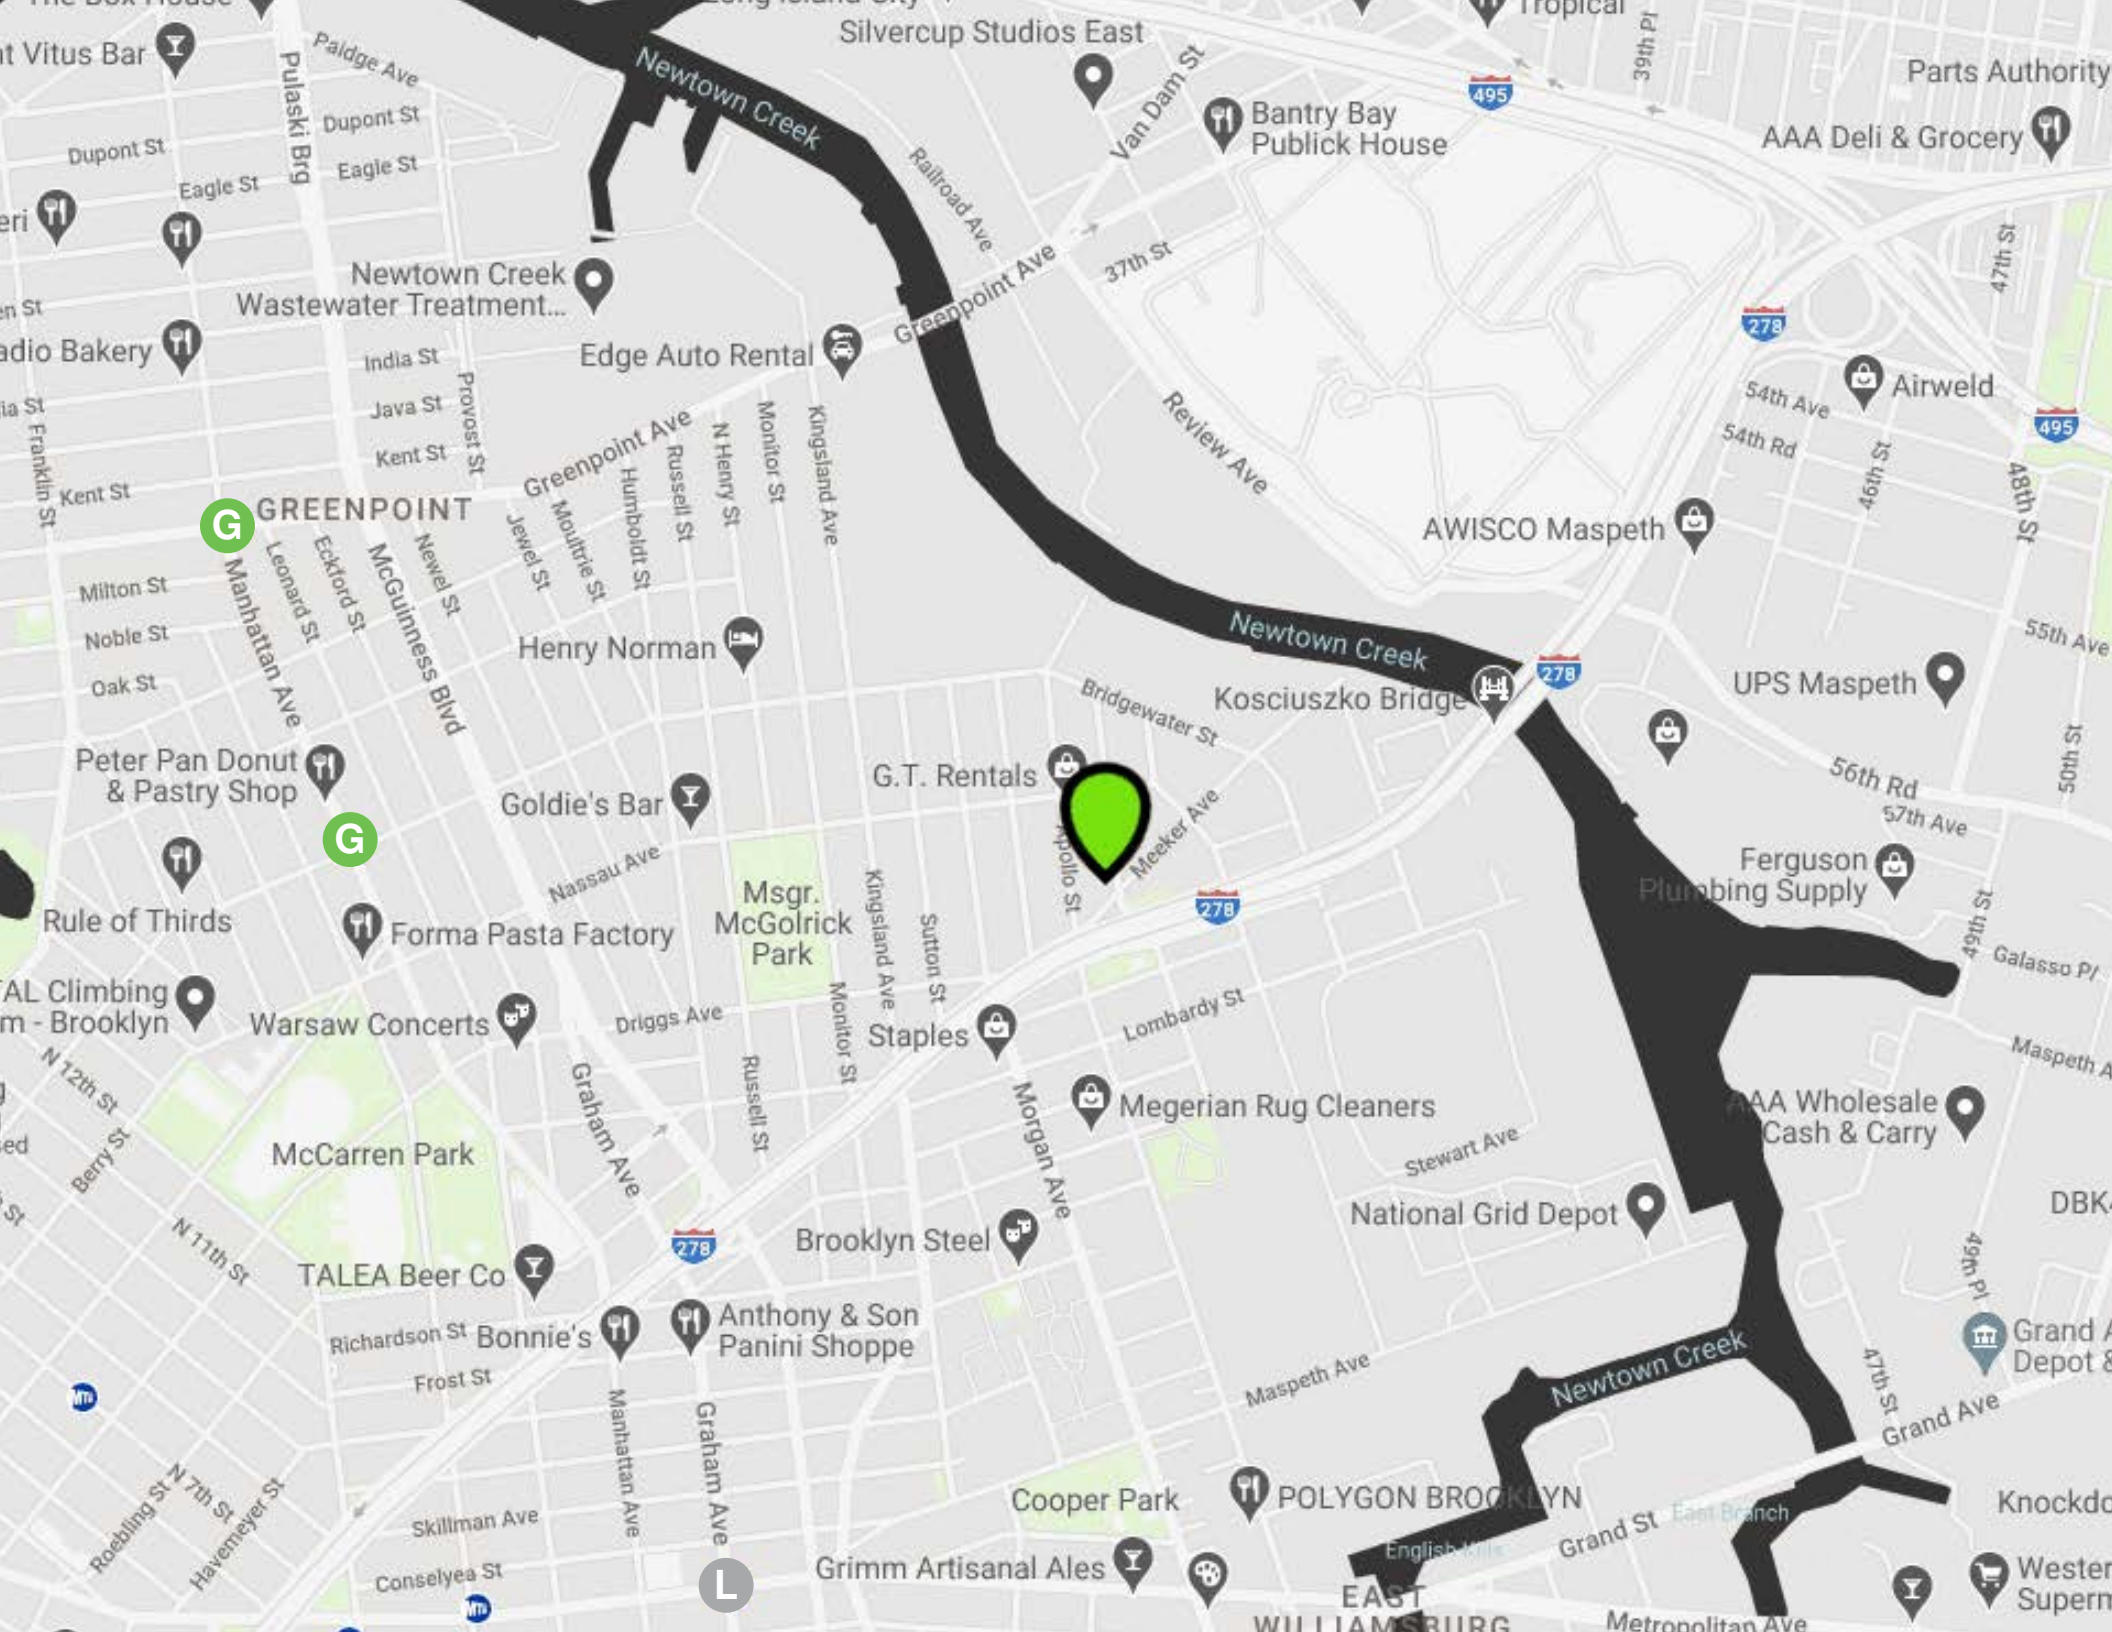 Silvercup Studios East
Tropical
39th Pl
Parts Authority
Vitus Bar
Paidge Ave
Pulaski Brg
Newtown Creek
Van Dam St
495
Bantry Bay
Publick House
AAA Deli & Grocery
Dupont St
Dupont St
Eagle St
Eagle St
Railroad Ave
37th St
47th St
Newtown Creek
Wastewater Treatment...
Greenpoint Ave
278
Edge Auto Rental
India St
Java St
Kent St
Provost St
Kent St
Franklin St
Greenpoint Ave
Monitor St
Kingsland Ave
N Henry St
Russell St
Humboldt St
Moultrie St
Jewel St
Review Ave
54th Ave
54th Rd
Airweld
495
46th St
48th St
G
GREENPOINT
AWISCO Maspeth
Milton St
Noble St
Oak St
Manhattan Ave
Leonard St
Eckford St
McGuinness Blvd
Newel St
Henry Norman
Newtown Creek
278
55th Ave
Bridgewater St
Kosciuszko Bridge
UPS Maspeth
50th St
Peter Pan Donut
& Pastry Shop
Goldie's Bar
G.T. Rentals
56th Rd
57th Ave
G
Apollo St
Meeker Ave
Nassau Ave
Ferguson
Plumbing Supply
Rule of Thirds
Forma Pasta Factory
Msgr.
McGolrick
Park
Kingsland Ave
Sutton St
278
49th St
Galasso Pl
AL Climbing
m - Brooklyn
Warsaw Concerts
Driggs Ave
Monitor St
Staples
Lombardy St
Maspeth A
N 12th St
Graham Ave
Russell St
Morgan Ave
Megerian Rug Cleaners
AAA Wholesale
Cash & Carry
Berry St
McCarren Park
Stewart Ave
National Grid Depot
DBK
N 11th St
278
Brooklyn Steel
49th Pl
TALEA Beer Co
Richardson St
Bonnie's
Anthony & Son
Panini Shoppe
Grand A
Depot &
Frost St
Maspeth Ave
Newtown Creek
47th St
Grand Ave
Manhattan Ave
Graham Ave
N 7th St
Roebling St
Havemeyer St
Skillman Ave
Cooper Park
POLYGON BROOKLYN
East Branch
Grand St
Knockdo
Conselyea St
L
Grimm Artisanal Ales
English Kills
EAST
WILLIAMSBURG
Wester
Superm
Metropolitan Ave